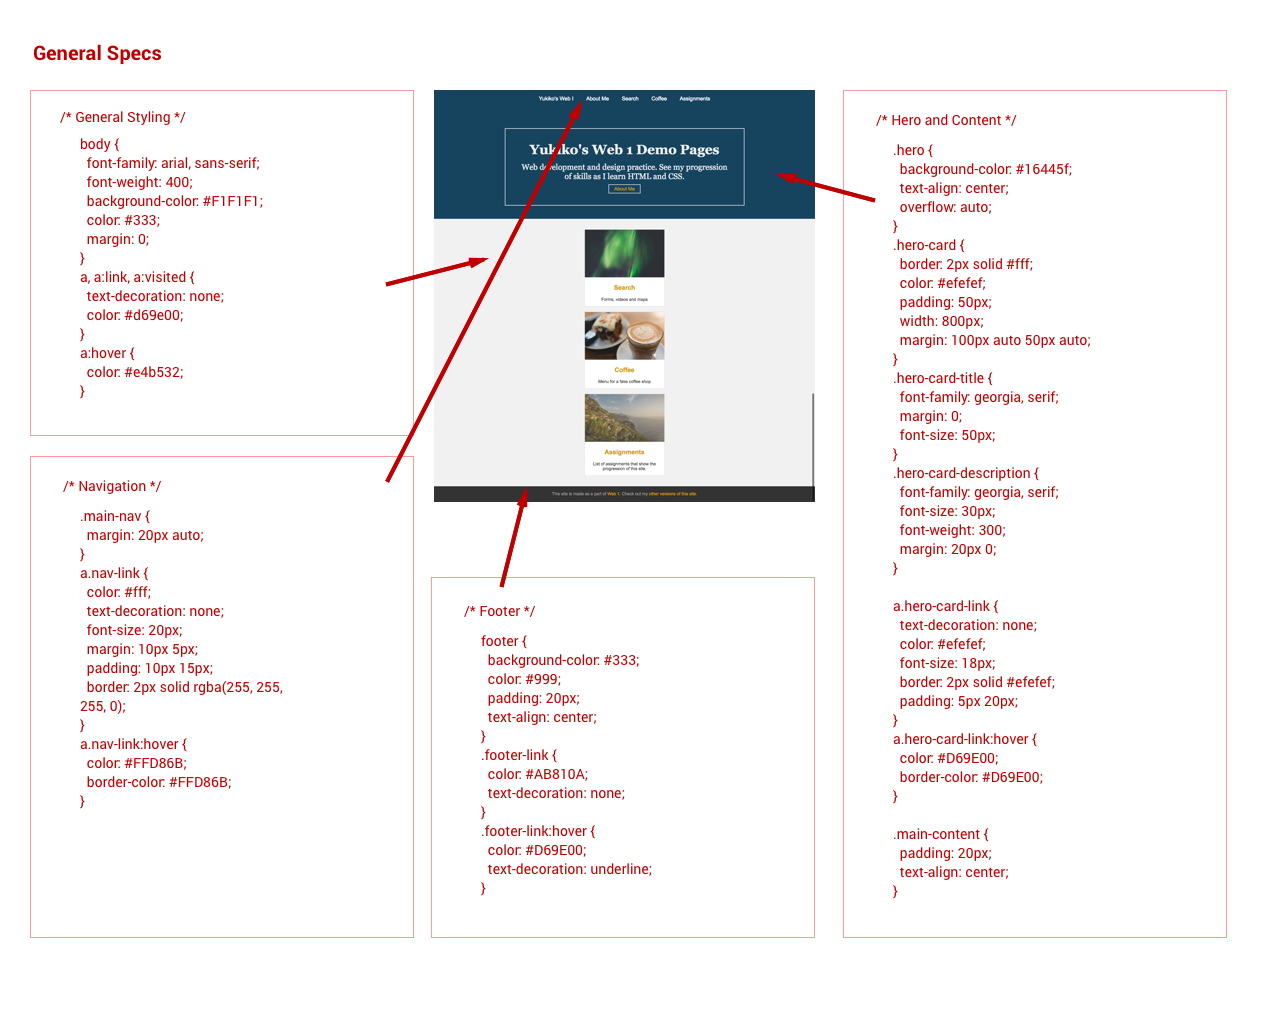 General Specs
/* General Styling */
body {
font-family: arial, sans-serif;
font-weight: 400;
background-color: #F1F1F1;
color: #333;
margin: 0;
}
a, a:link, a:visited {
text-decoration: none;
color: #d69e00;
}
a:hover {
color: #e4b532;
}
/* Navigation */
.main-nav {
margin: 20px auto;
}
a.nav-link {
color: #fff;
text-decoration: none;
font-size: 20px;
margin: 10px 5px;
padding: 10px 15px;
border: 2px solid rgba(255, 255,
255, 0);
}
a.nav-link:hover {
color: #FFD86B;
border-color: #FFD86B;
}
Yukiko's Web I About Me Search Coffee Assignments
Yukiko's Web 1 Demo Pages
Web development and design practice. See my progression
of skills as I learn HTML and CSS.
About Me
Search
Forms, videos and maps
Coffee
Menu for a fake coffee shop
Assignments
List of assignments that show the
progression of this site.
This site is made as a part of Web 1. Check out my other versions of this site.
/* Footer */
footer {
background-color: #333;
color: #999;
padding: 20px;
text-align: center;
}
.footer-link {
color: #AB810A;
text-decoration: none;
}
.footer-link:hover {
color: #D69E00;
text-decoration: underline;
}
/* Hero and Content */
.hero {
background-color: #16445f;
text-align: center;
overflow: auto;
}
.hero-card {
border: 2px solid #fff;
color: #efefef;
padding: 50px;
width: 800px;
margin: 100px auto 50px auto;
}
.hero-card-title {
font-family: georgia, serif;
margin: 0;
font-size: 50px;
}
.hero-card-description {
font-family: georgia, serif;
font-size: 30px;
font-weight: 300;
margin: 20px 0;
}
a.hero-card-link {
text-decoration: none;
color: #efefef;
font-size: 18px;
border: 2px solid #efefef;
padding: 5px 20px;
}
a.hero-card-link:hover {
color: #D69E00;
border-color: #D69E00;
}
.main-content {
padding: 20px;
text-align: center;
}